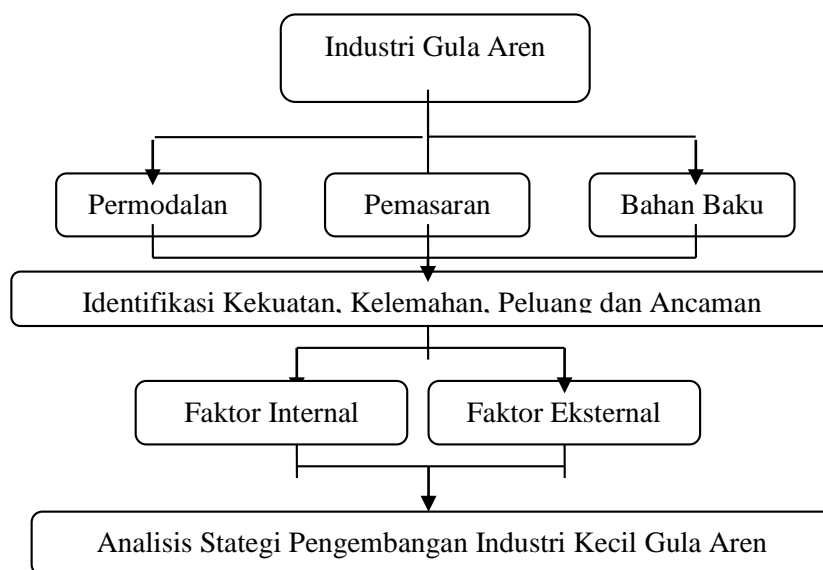 Industri Gula Aren
Permodalan
Pemasaran
Bahan Baku
Identifikasi Kekuatan, Kelemahan, Peluang dan Ancaman
Faktor Internal
Faktor Eksternal
Analisis Stategi Pengembangan Industri Kecil Gula Aren